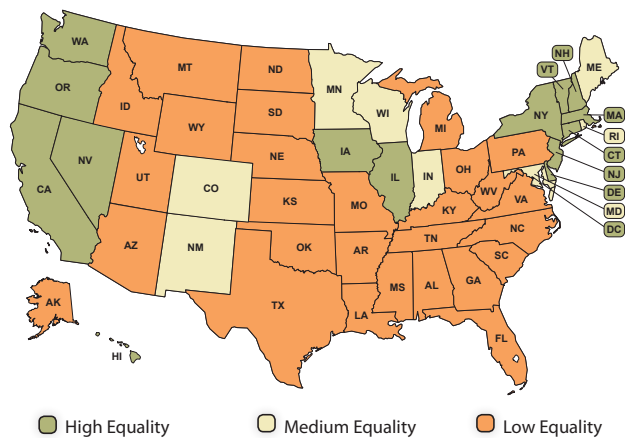 WA
OR
CA
NV
ID
MT
WY
UT
AZ
CO
NM
ND
SD
NE
KS
OK
TX
MN
IA
MO
AR
LA
WI
IL
IN
MI
OH
KY
TN
MS
AL
GA
FL
SC
NC
VA
WV
PA
NY
VT
NH
ME
MA
RI
CT
NJ
DE
MD
DC
AK
HI
High Equality
Medium Equality
Low Equality